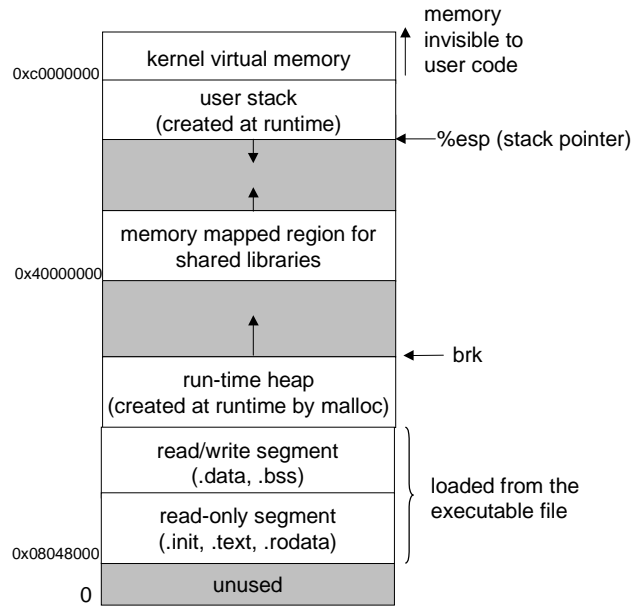 memory
invisible to
user code
kernel virtual memory
0xc0000000
user stack
(created at runtime)
%esp (stack pointer)
memory mapped region for
shared libraries
0x40000000
brk
run-time heap
(created at runtime by malloc)
read/write segment
(.data, .bss)
loaded from the
executable file
read-only segment
(.init, .text, .rodata)
0x08048000
unused
0